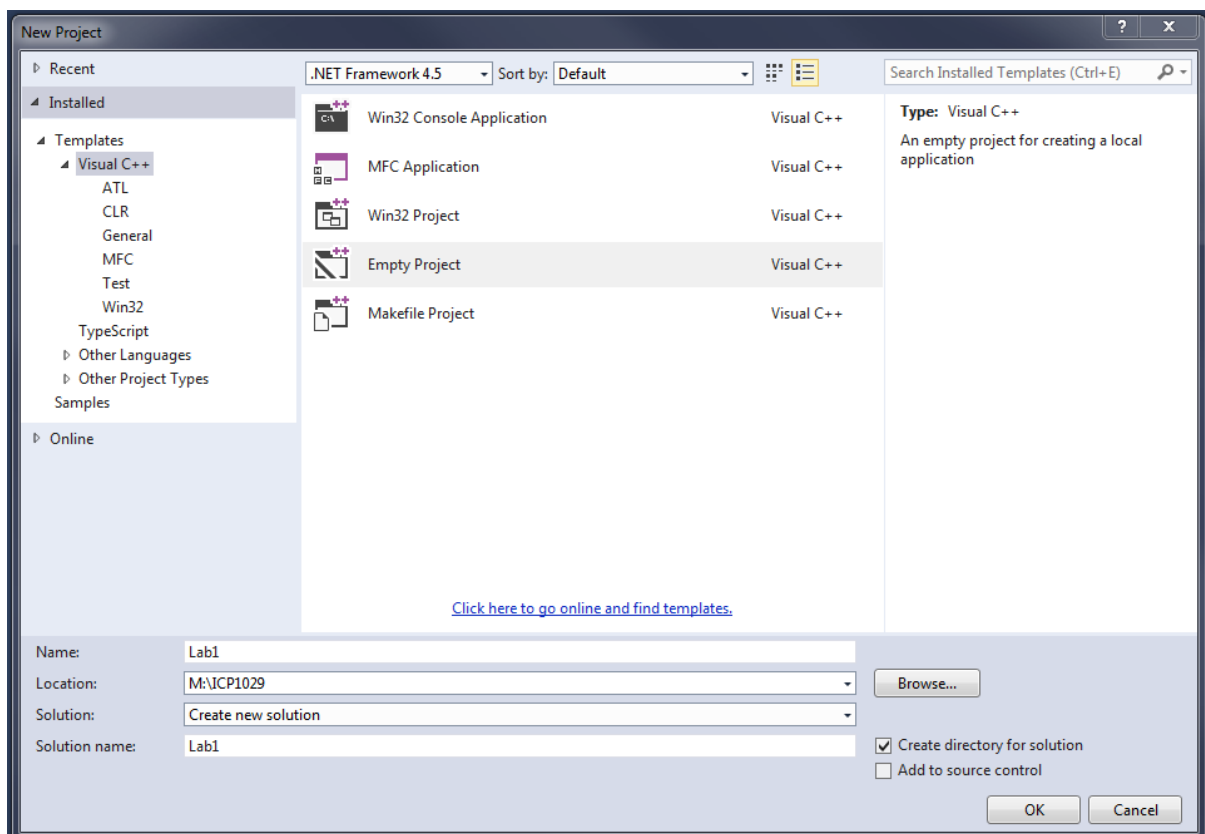 New Project
? x
Recent
Installed
Templates
Visual C++
ATL
CLR
General
MFC
Test
Win32
TypeScript
Other Languages
Other Project Types
Samples
Online
.NET Framework 4.5 Sort by: Default
Win32 Console Application Visual C++
MFC Application Visual C++
Win32 Project Visual C++
Empty Project Visual C++
Makefile Project Visual C++
Click here to go online and find templates.
Search Installed Templates (Ctrl+E)
Type: Visual C++
An empty project for creating a local
application
Name: Lab1
Location: M:\ICP1029 Browse...
Solution: Create new solution
Solution name: Lab1 Create directory for solution
Add to source control
OK Cancel